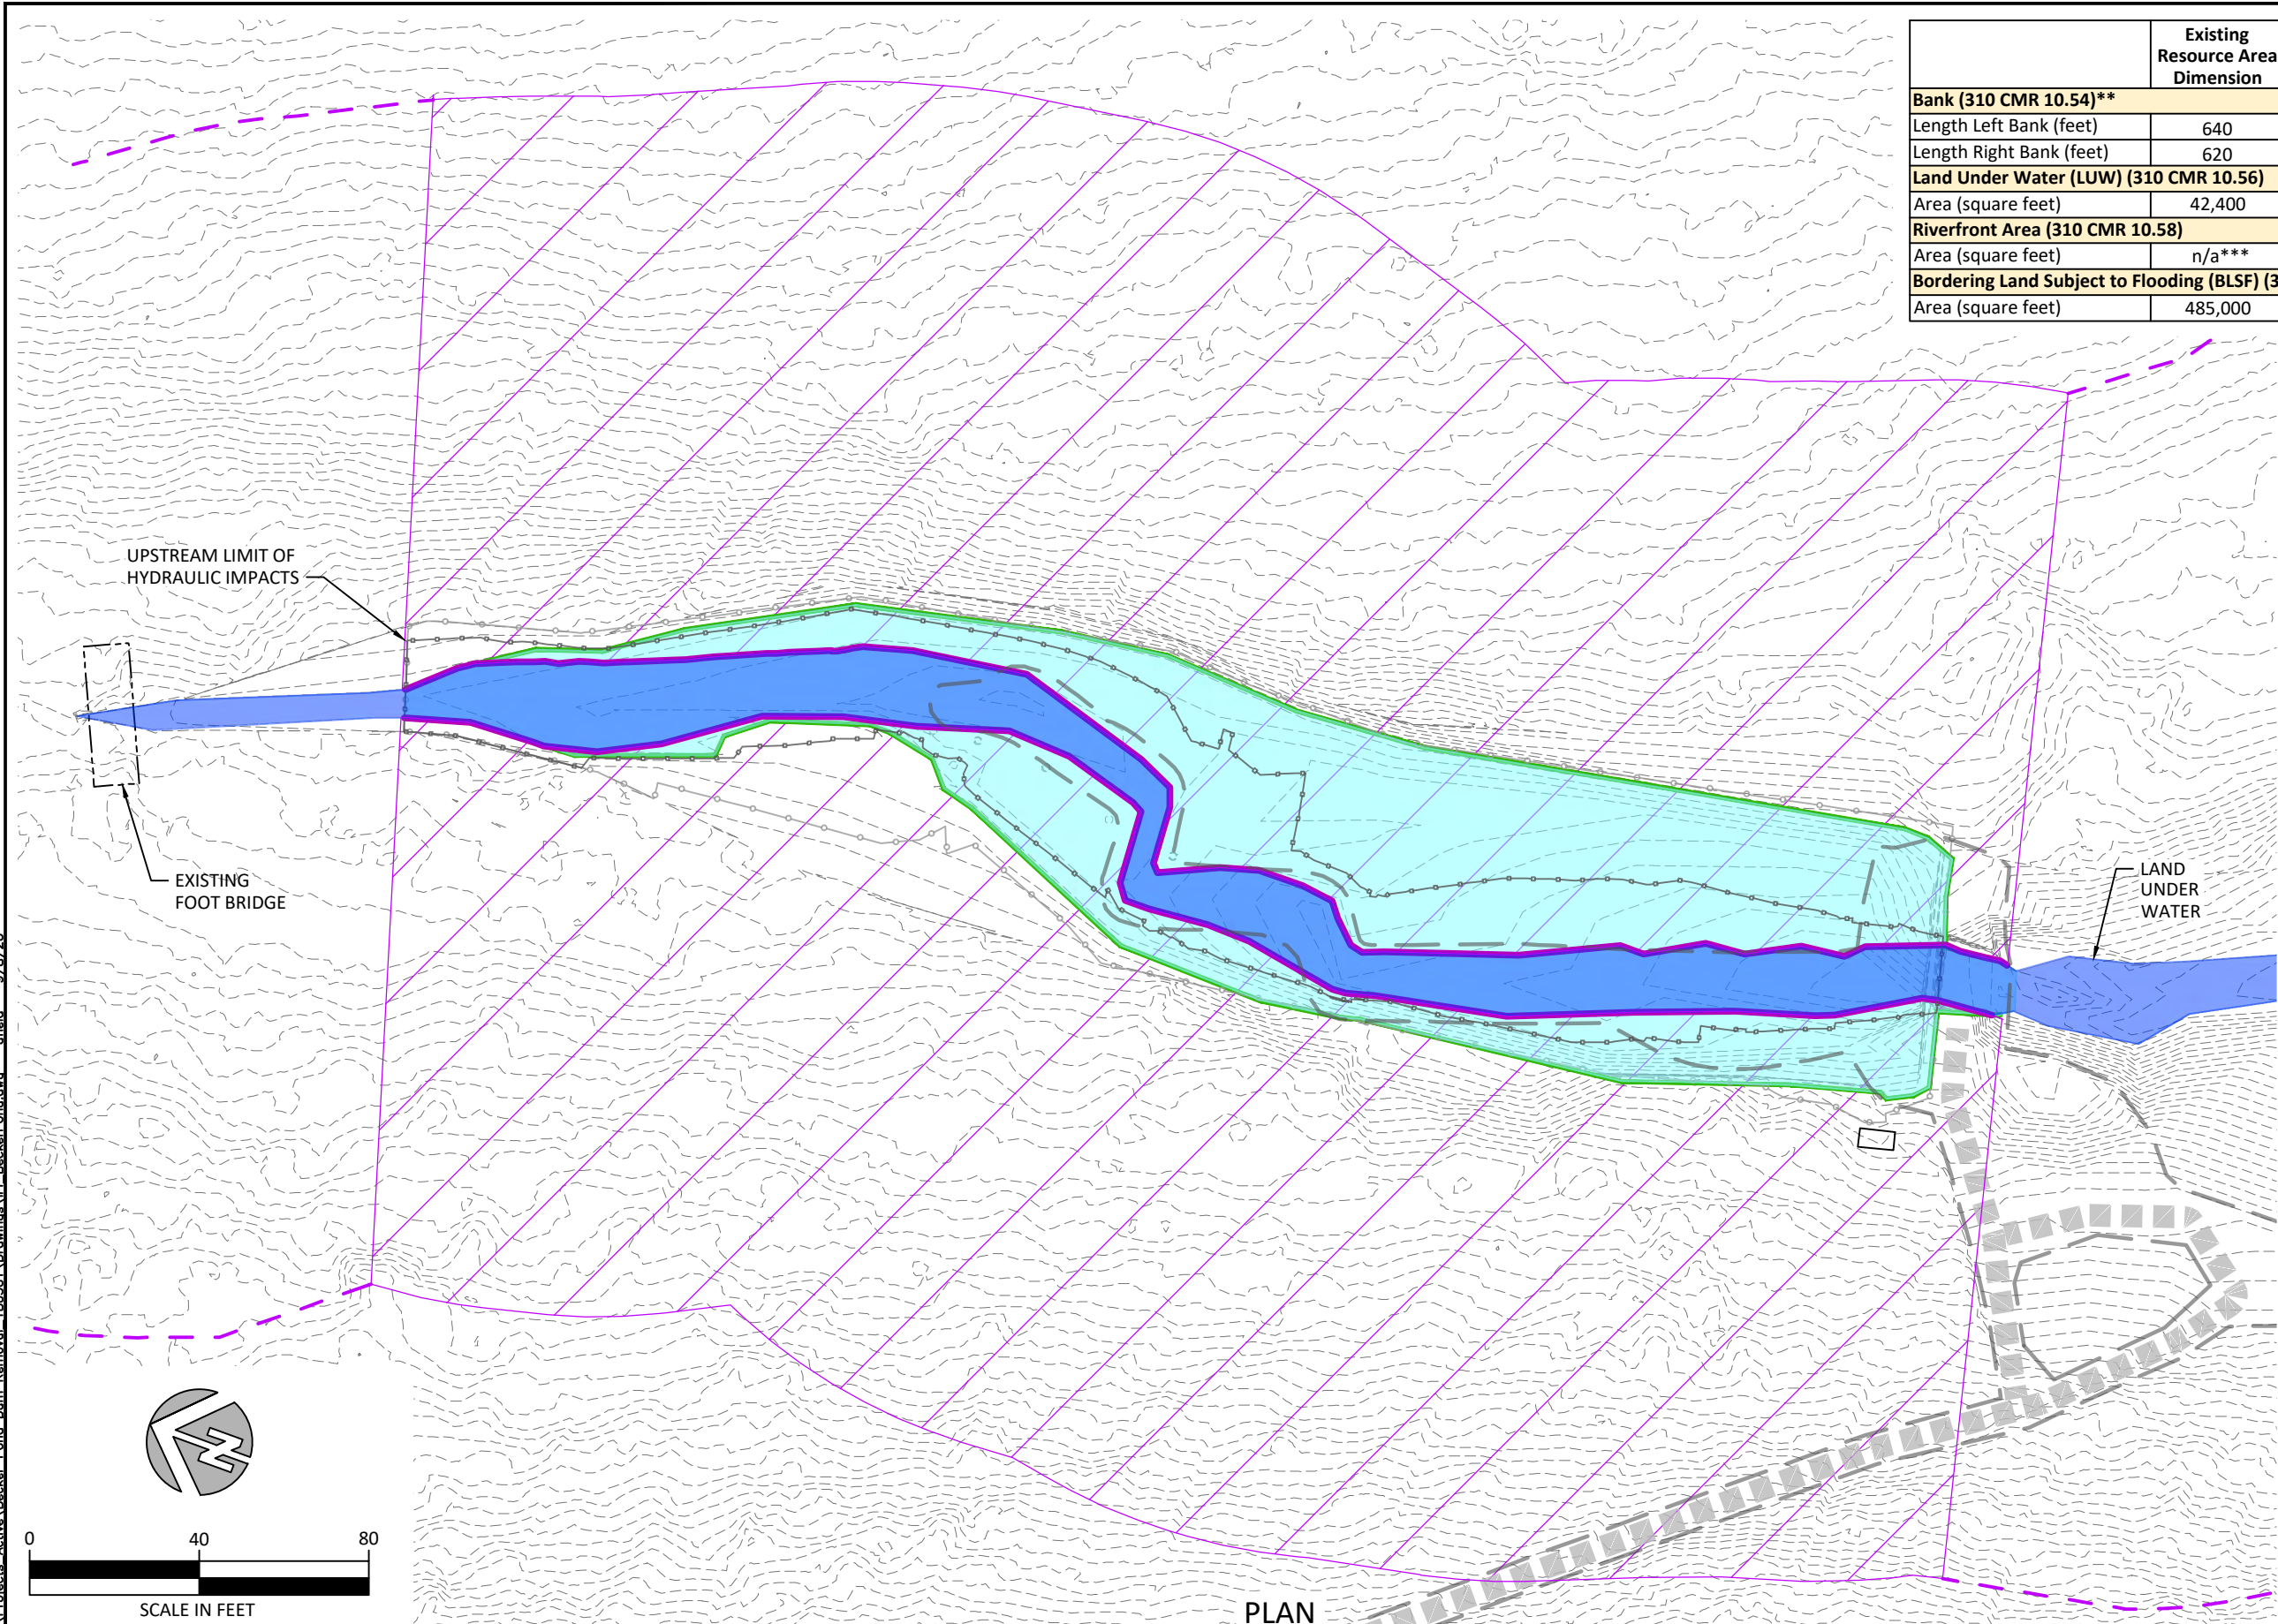 Existing
Resource Area
Dimension
Bank (310 CMR 10.54)**
Length Left Bank (feet) 640
Length Right Bank (feet) 620
Land Under Water (LUW) (310 CMR 10.56)
Area (square feet) 42,400
Riverfront Area (310 CMR 10.58)
Area (square feet) n/a***
Bordering Land Subject to Flooding (BLSF) (3
Area (square feet) 485,000
UPSTREAM LIMIT OF
HYDRAULIC IMPACTS
EXISTING
FOOT BRIDGE
LAND
UNDER
WATER
N
0 40 80
SCALE IN FEET
PLAN